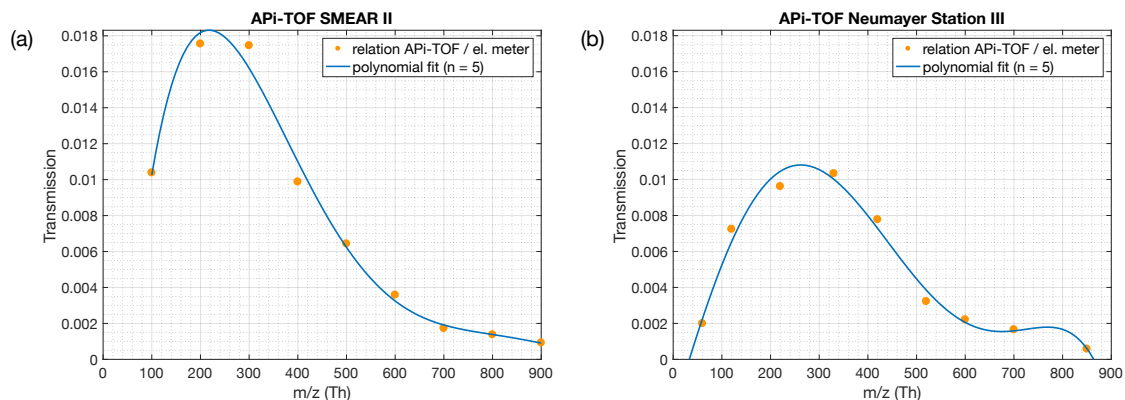 (a)
APi-TOF SMEAR II
relation APi-TOF / el. meter
polynomial fit (n = 5)
Transmission
0.018
0.016
0.014
0.012
0.01
0.008
0.006
0.004
0.002
0
0 100 200 300 400 500 600 700 800 900
m/z (Th)
(b)
APi-TOF Neumayer Station III
relation APi-TOF / el. meter
polynomial fit (n = 5)
Transmission
0.018
0.016
0.014
0.012
0.01
0.008
0.006
0.004
0.002
0
0 100 200 300 400 500 600 700 800 900
m/z (Th)